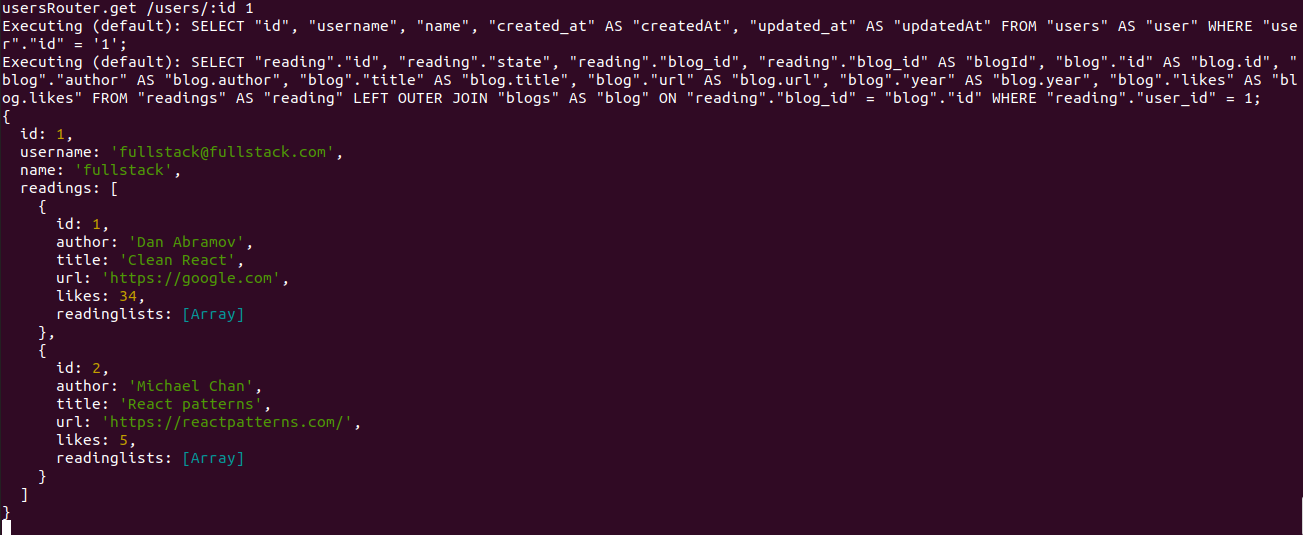 usersRouter.get /users/:id 1
Executing (default): SELECT "id", "username", "name", "created_at" AS "createdAt", "updated_at" AS "updatedAt" FROM "users" AS "user" WHERE "use
r"."id" = '1';
Executing (default): SELECT "reading"."id", "reading"."state", "reading"."blog_id", "reading"."blog_id" AS "blogId", "blog"."id" AS "blog.id", "
blog"."author" AS "blog.author", "blog"."title" AS "blog.title", "blog"."url" AS "blog.url", "blog"."year" AS "blog.year", "blog"."likes" AS "bl
og.likes" FROM "readings" AS "reading" LEFT OUTER JOIN "blogs" AS "blog" ON "reading"."blog_id" = "blog"."id" WHERE "reading"."user_id" = 1;
{
  id: 1,
  username: 'fullstack@fullstack.com',
  name: 'fullstack',
  readings: [
    {
      id: 1,
      author: 'Dan Abramov',
      title: 'Clean React',
      url: 'https://google.com',
      likes: 34,
      readinglists: [Array]
    },
    {
      id: 2,
      author: 'Michael Chan',
      title: 'React patterns',
      url: 'https://reactpatterns.com/',
      likes: 5,
      readinglists: [Array]
    }
  ]
}